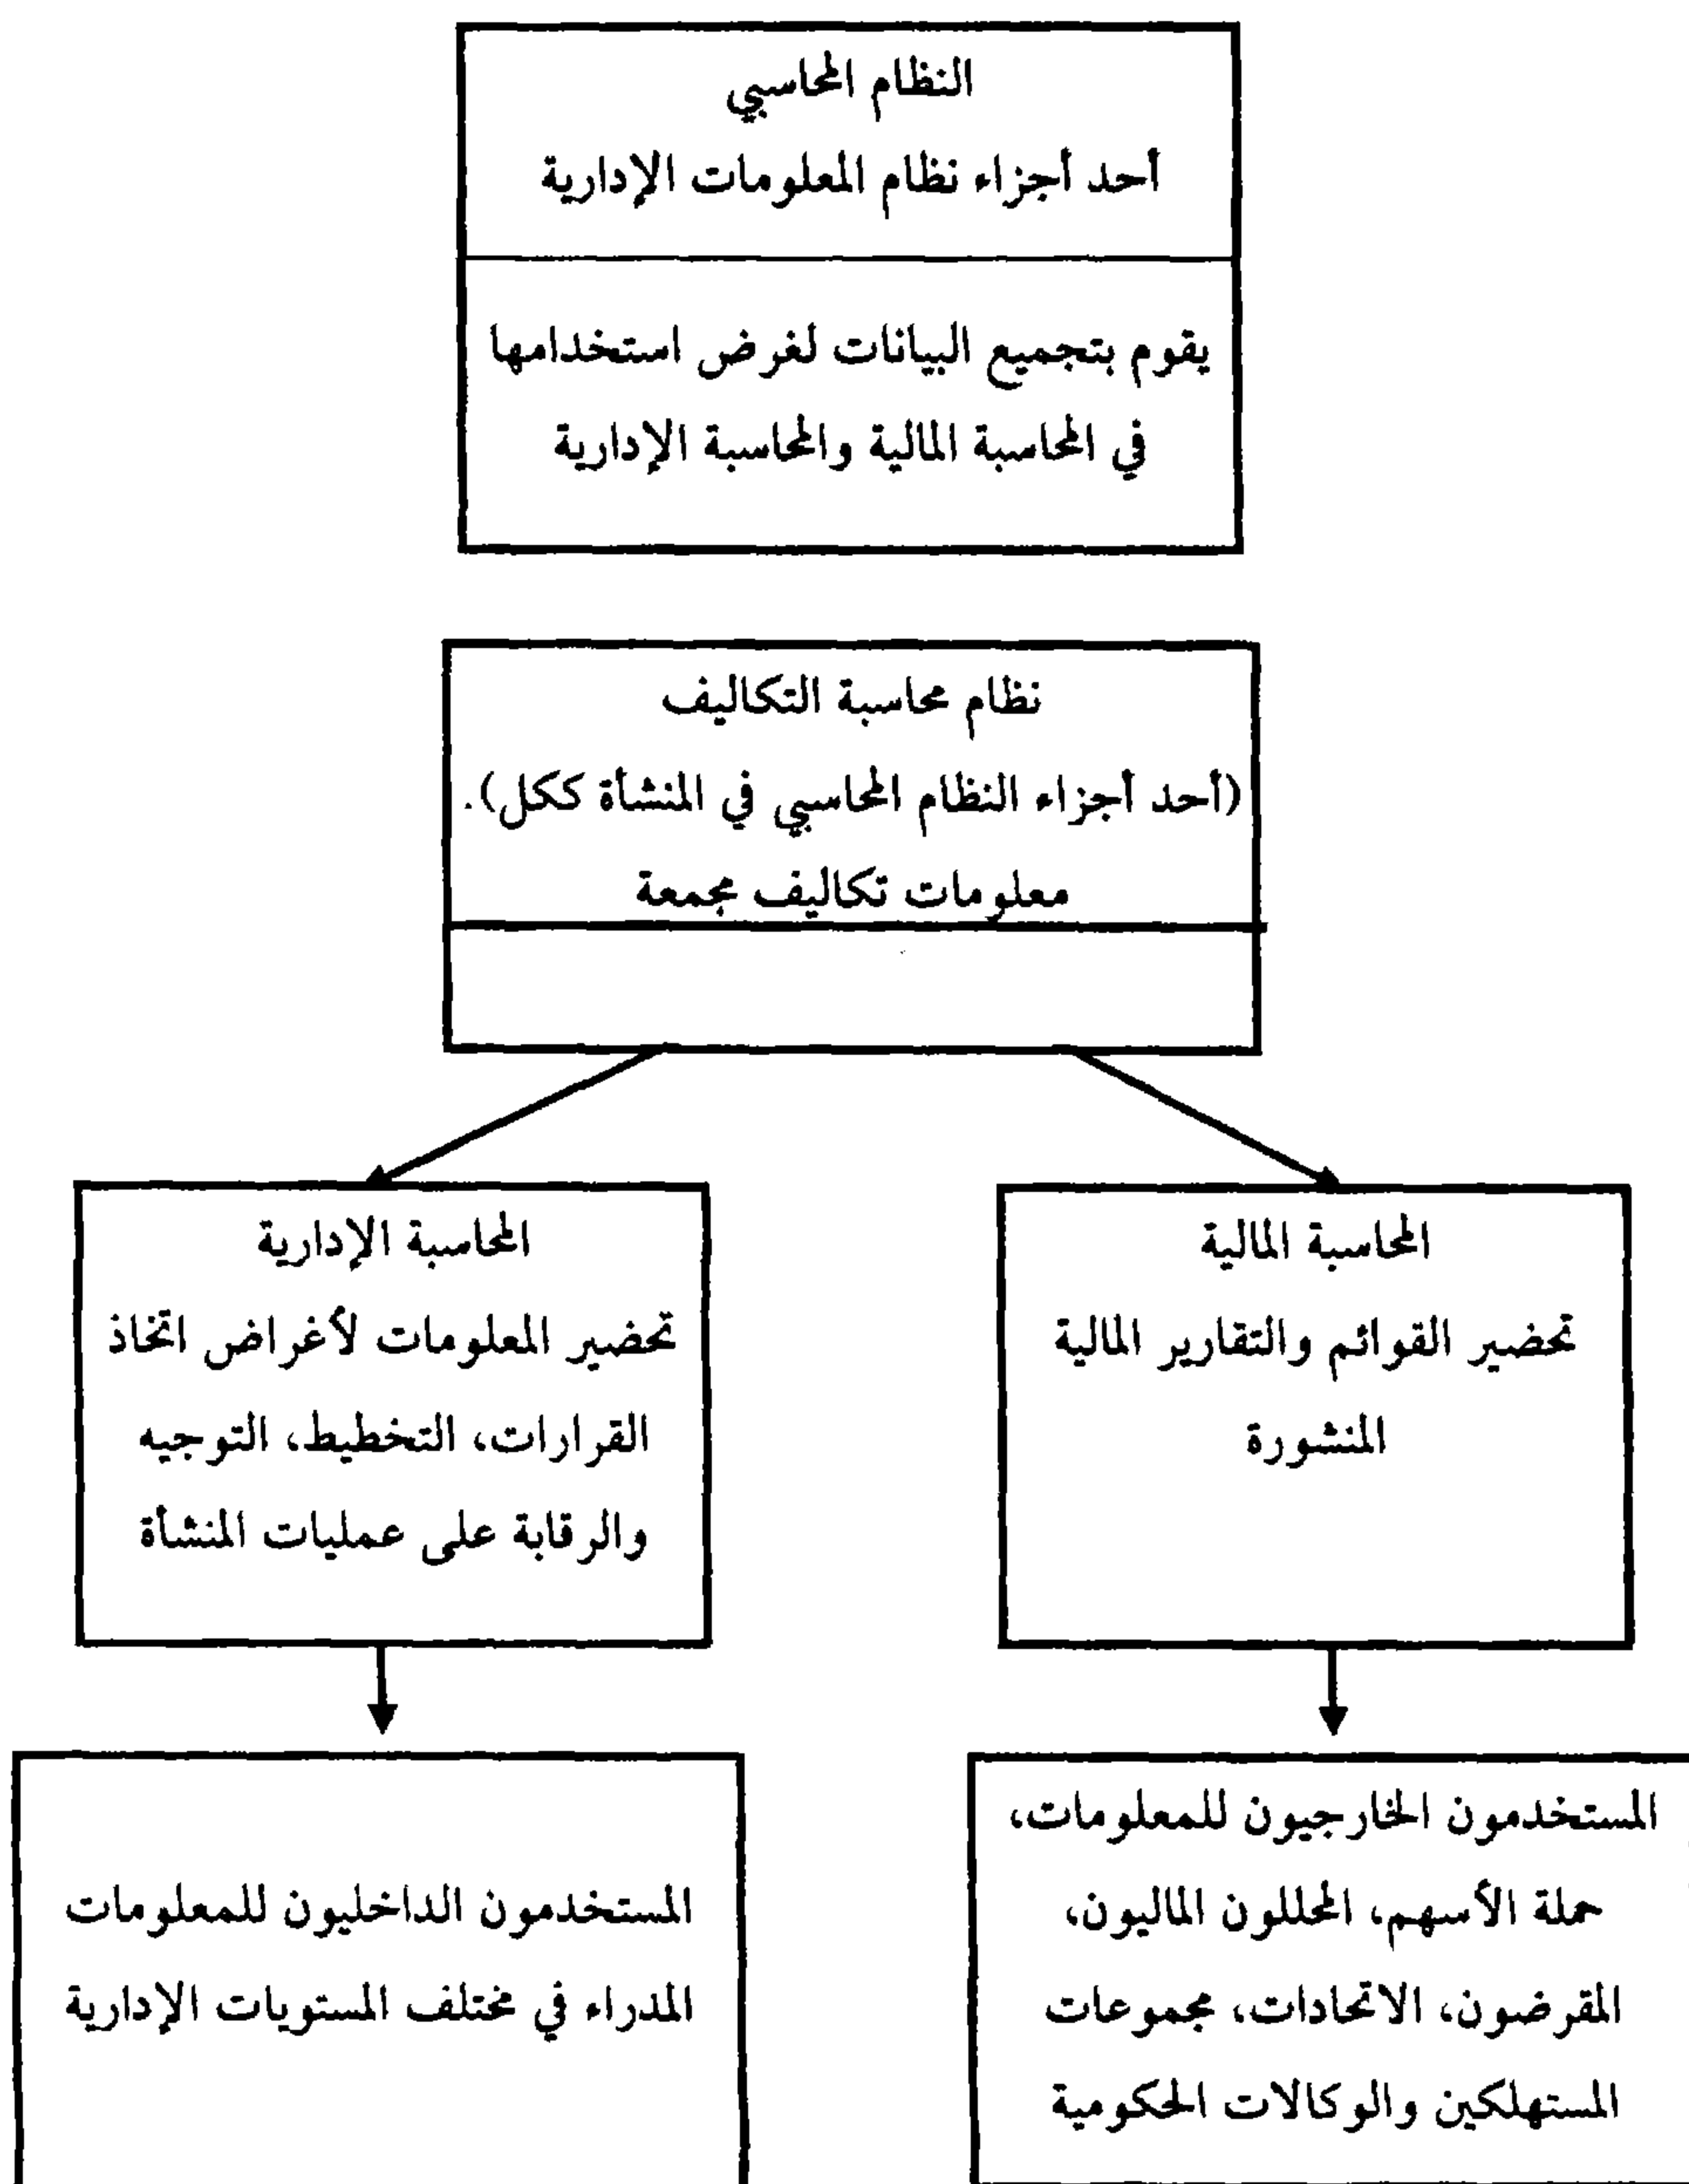 النظام المحاسبي
أحد أجزاء نظام المعلومات الإدارية
يقوم بتجميع البيانات لغرض استخدامها
في المحاسبة المالية والمحاسبة الإدارية
نظام محاسبة التكاليف
(أحد أجزاء النظام المحاسبي في المنشأة ككل).
معلومات تكاليف مجمعة
المحاسبة المالية
تحضير القوائم والتقارير المالية
المنشورة
المحاسبة الإدارية
تحضير المعلومات لأغراض اتخاذ
القرارات، التخطيط، التوجيه
والرقابة على عمليات المنشأة
المستخدمون الخارجيون للمعلومات،
حملة الأسهم، المحللون الماليون،
المقرضون، الاتحادات، مجموعات
المستهلكين والوكالات الحكومية
المستخدمون الداخليون للمعلومات
المدراء في مختلف المستويات الإدارية